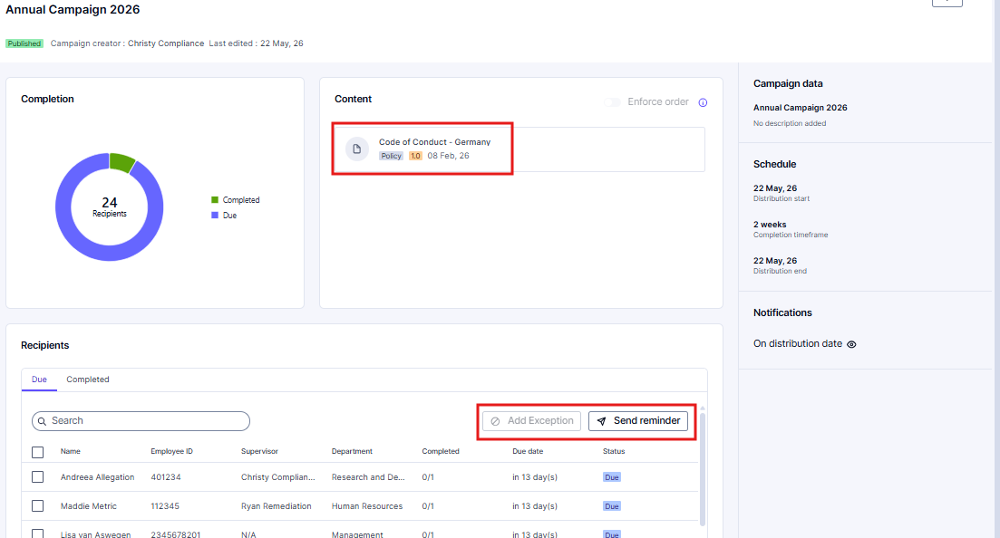 Annual Campaign 2026
Published Campaign creator : Christy Compliance Last edited : 22 May, 26
Completion
24
Recipients
Completed
Due
Content
Enforce order
Code of Conduct - Germany
Policy 1.0 08 Feb, 26
Campaign data
Annual Campaign 2026
No description added
Schedule
22 May, 26
Distribution start
2 weeks
Completion timeframe
22 May, 26
Distribution end
Notifications
On distribution date
Recipients
Due Completed
Search Add Exception Send reminder
Name Employee ID Supervisor Department Completed Due date Status
Andreea Allegation 401234 Christy Complian... Research and De... 0/1 in 13 day(s) Due
Maddie Metric 112345 Ryan Remediation Human Resources 0/1 in 13 day(s) Due
Lisa van Aswegen 2345678201 N/A Management 0/1 in 13 day(s) Due